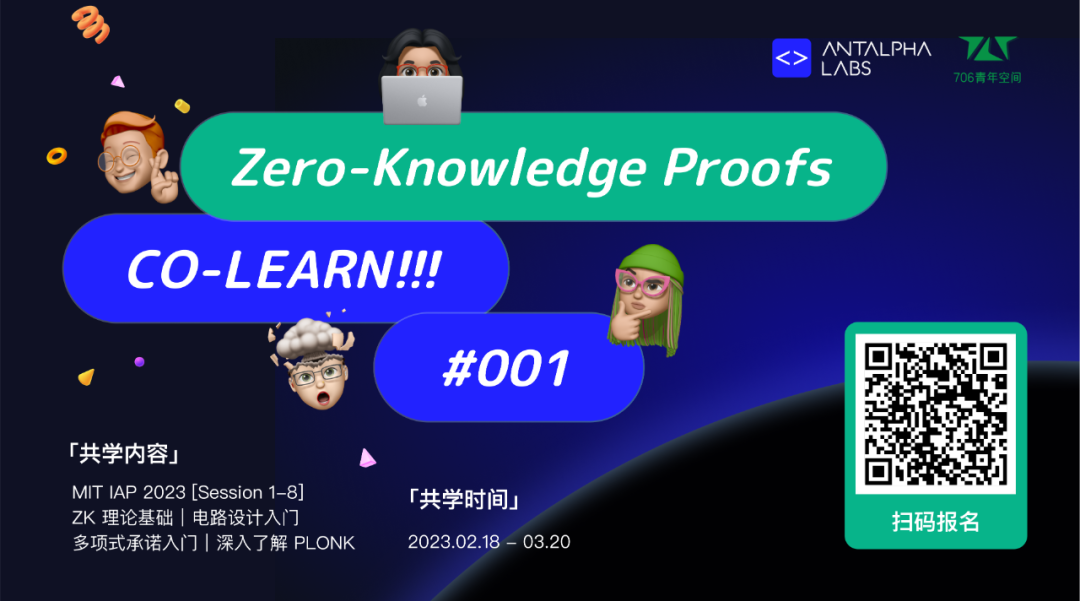 ANTALPHA
LABS
706青年空间
Zero-Knowledge Proofs
CO-LEARN!!!
#001
「共学内容」
MIT IAP 2023 [Session 1-8]
ZK 理论基础 | 电路设计入门
多项式承诺入门 | 深入了解 PLONK
「共学时间」
2023.02.18 - 03.20
扫码报名